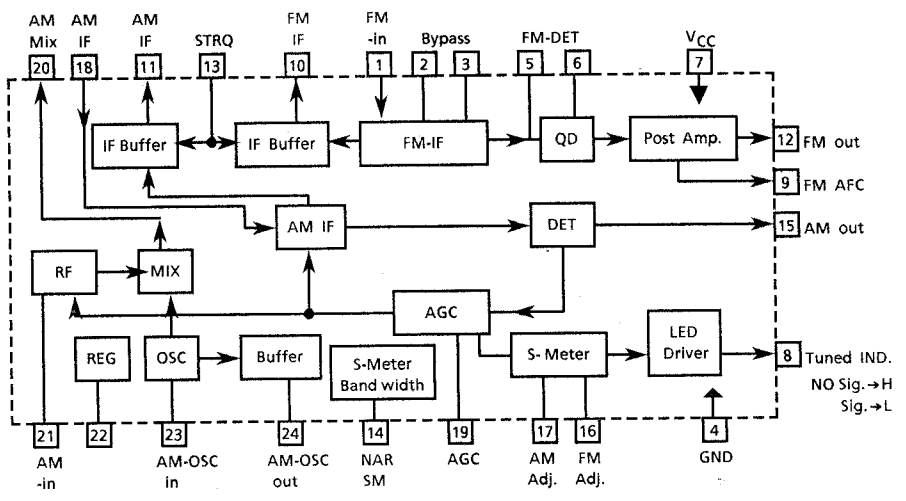 AM AM AM FM FM
Mix IF IF STRQ IF -in Bypass FM-DET VCC
20 18 11 13 10 1 2 3 5 6 7
IF Buffer IF Buffer FM-IF QD Post Amp. 12 FM out
9 FM AFC
AM IF DET 15 AM out
RF MIX
AGC
REG OSC Buffer S-Meter Band width S-Meter LED Driver 8 Tuned IND.
NO Sig.→H
Sig.→L
21 22 23 24 14 19 17 16 4
AM AM-OSC AM-OSC NAR AGC AM FM GND
-in in out SM Adj. Adj.